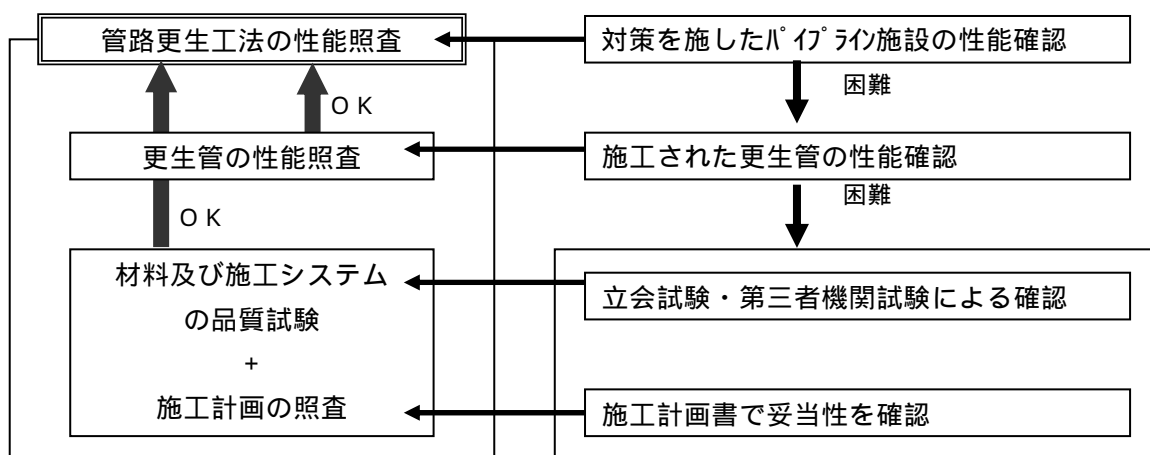 管路更生工法の性能照査
対策を施したﾊﾟｲﾌﾟﾗｲﾝ施設の性能確認
困難
ＯＫ
更生管の性能照査
施工された更生管の性能確認
困難
ＯＫ
材料及び施工システム
の品質試験
+
施工計画の照査
立会試験・第三者機関試験による確認
施工計画書で妥当性を確認